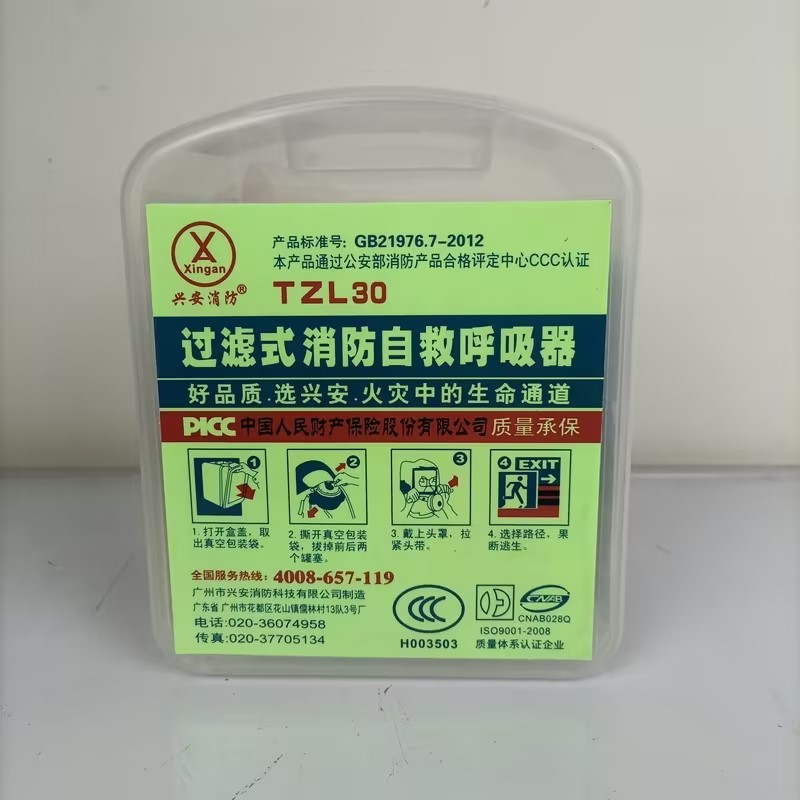 Xingan
兴安消防®
产品标准号：GB21976.7-2012
本产品通过公安部消防产品合格评定中心CCC认证
TZL30
过滤式消防自救呼吸器
好品质.选兴安.火灾中的生命通道
PICC 中国人民财产保险股份有限公司 质量承保
1
2
3
4 EXIT
1.打开盒盖，取
出真空包装袋。
2.撕开真空包装
袋，拔掉前后两
个罐塞。
3.戴上头罩，拉
紧头带。
4.选择路径，果
断逃生。
全国服务热线：4008-657-119
广州市兴安消防科技有限公司制造
广东省 广州市花都区花山镇儒林村13队3号厂
电话:020-36074958
传真:020-37705134
CCC
H003503
CNAB
CNAB028Q
ISO9001-2008
质量体系认证企业